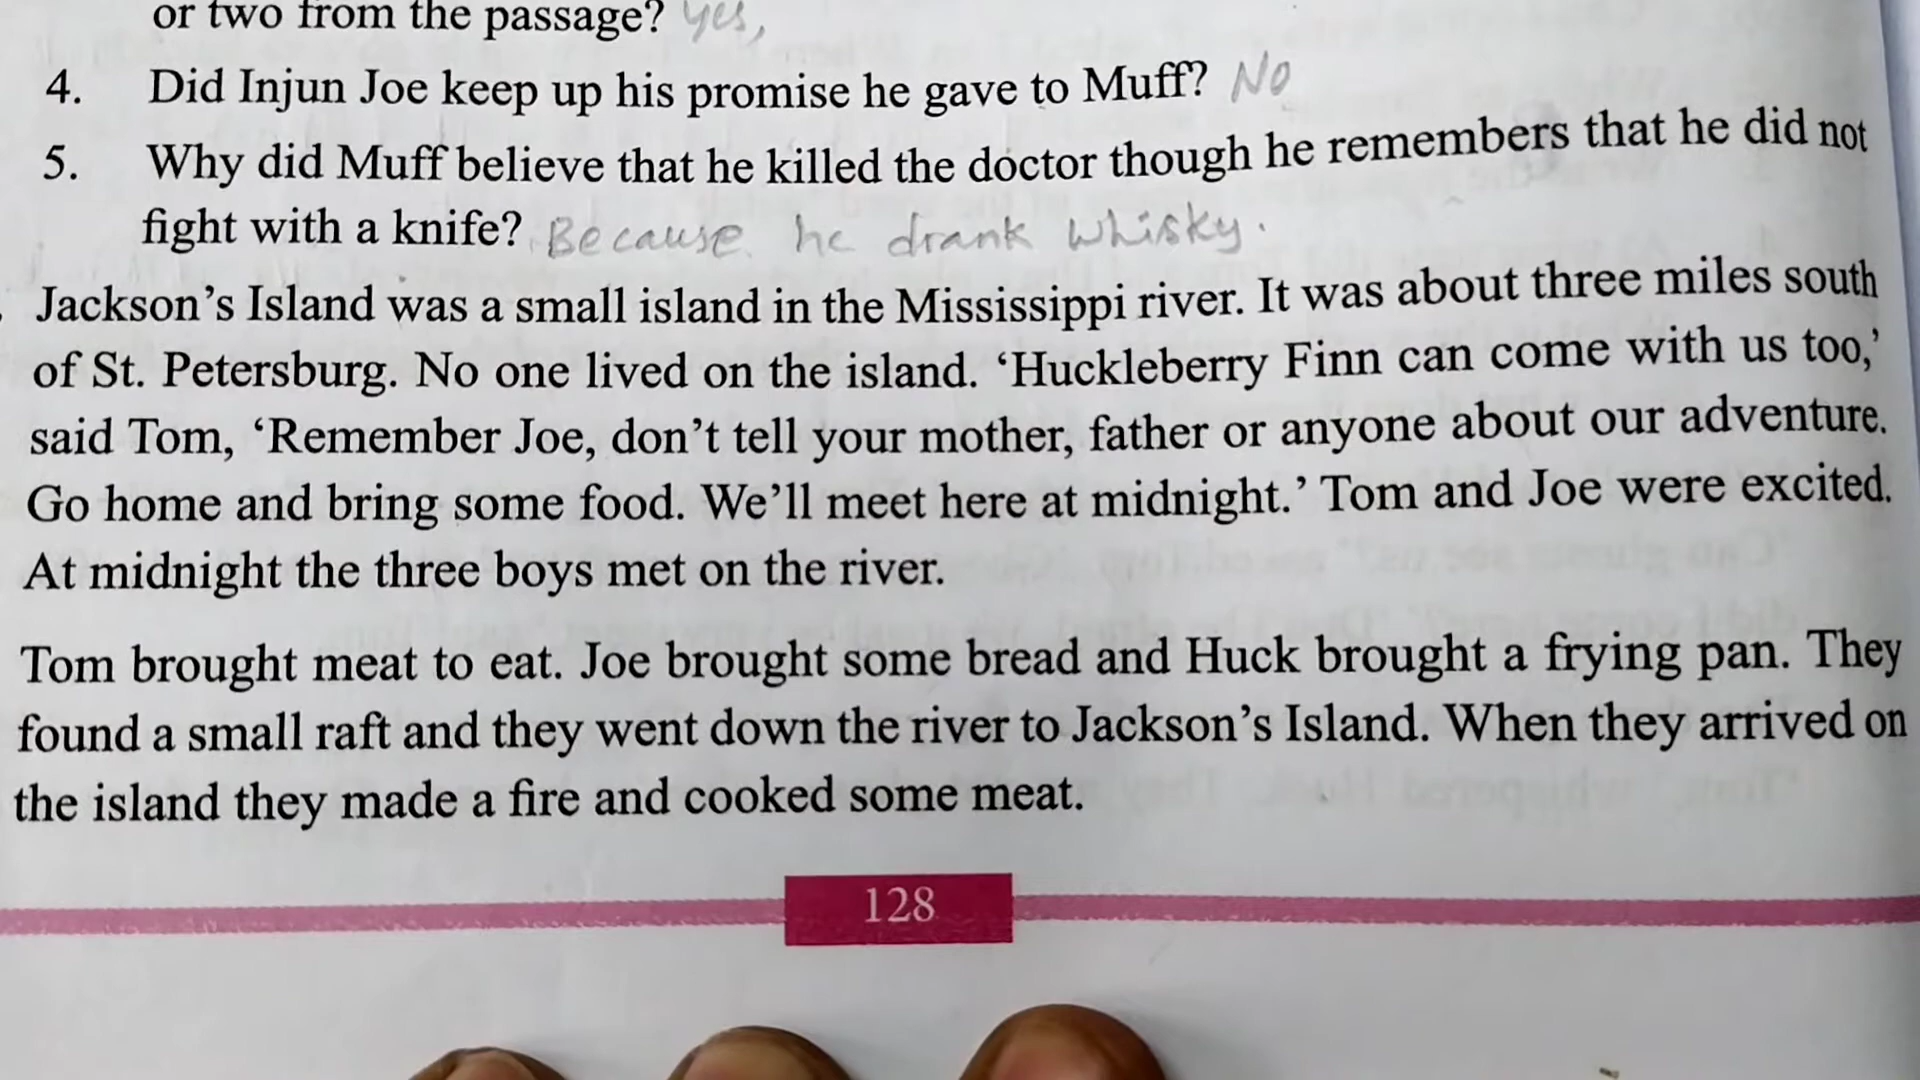 or two from the passage? yes,
4. Did Injun Joe keep up his promise he gave to Muff? No
5. Why did Muff believe that he killed the doctor though he remembers that he did not
fight with a knife? Because he drank whisky.
Jackson’s Island was a small island in the Mississippi river. It was about three miles south
of St. Petersburg. No one lived on the island. ‘Huckleberry Finn can come with us too,’
said Tom, ‘Remember Joe, don’t tell your mother, father or anyone about our adventure.
Go home and bring some food. We’ll meet here at midnight.’ Tom and Joe were excited.
At midnight the three boys met on the river.
Tom brought meat to eat. Joe brought some bread and Huck brought a frying pan. They
found a small raft and they went down the river to Jackson’s Island. When they arrived on
the island they made a fire and cooked some meat.
128